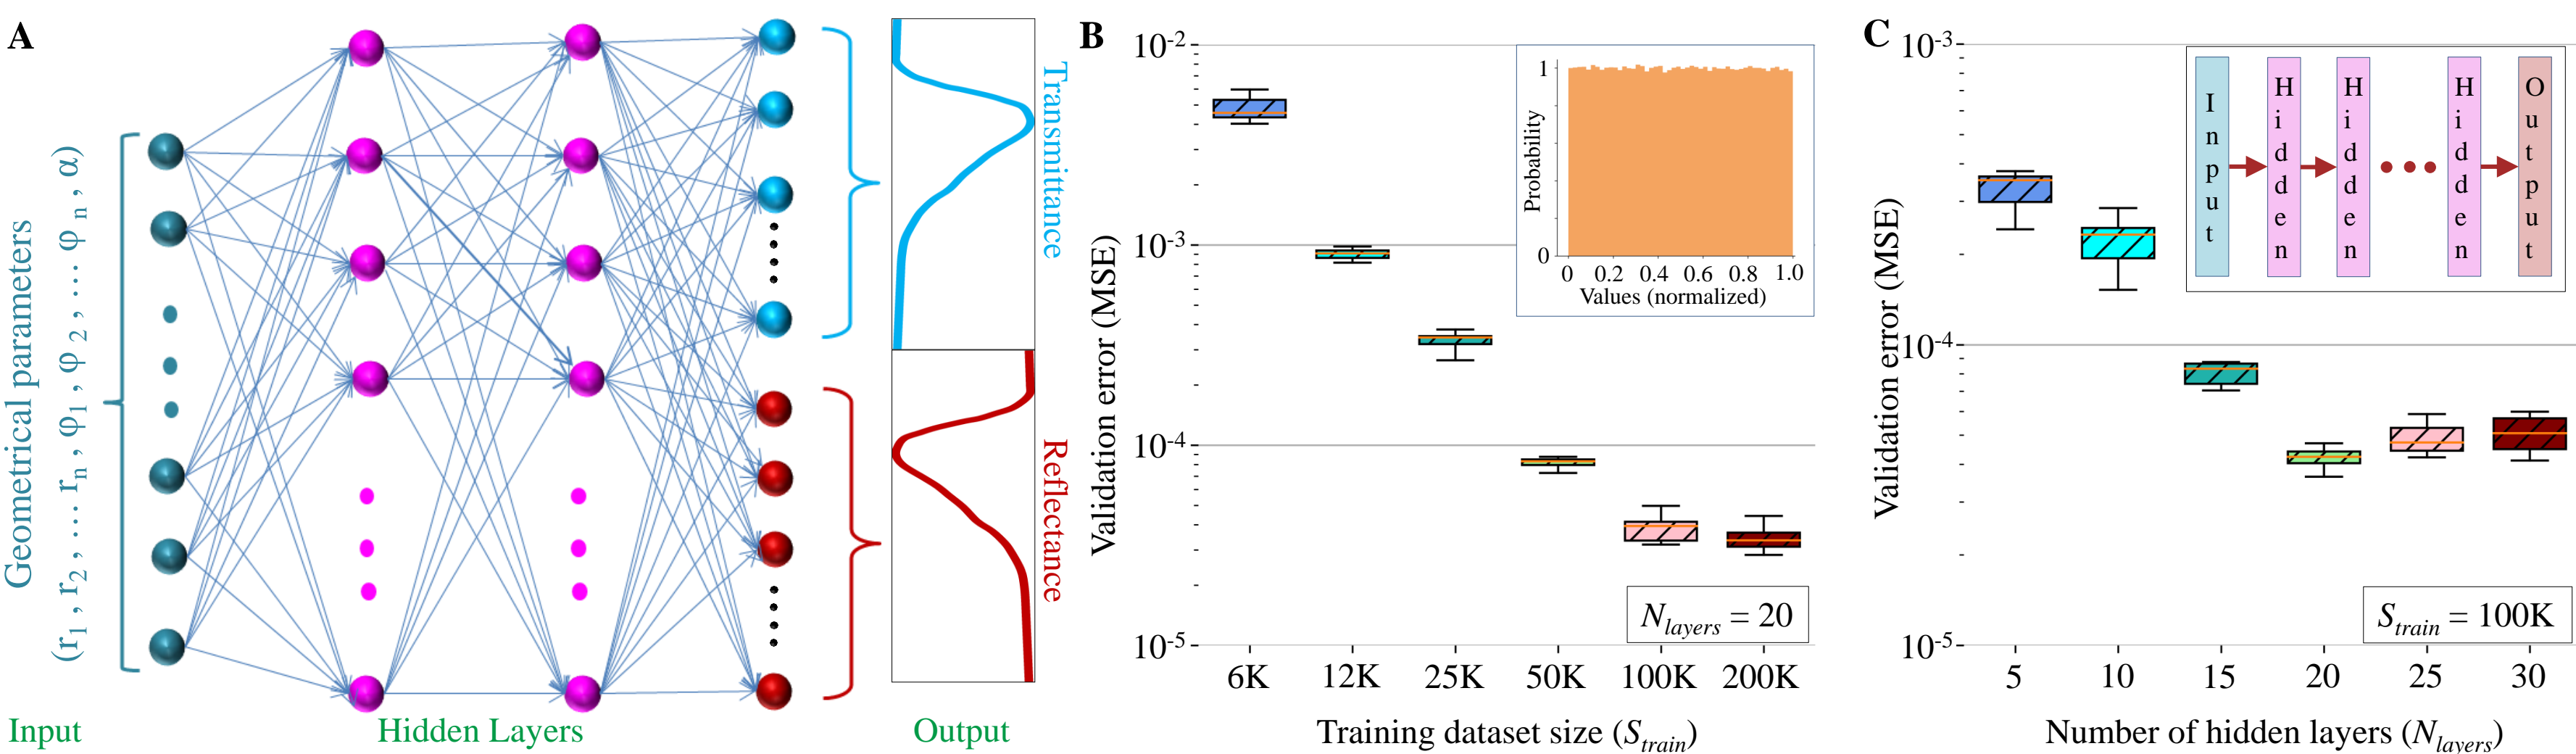 A
Geometrical parameters
(r1 , r2 , ... rn , φ1 , φ2 , ... φn , α)
Input
Hidden Layers
Output
Transmittance
Reflectance
B
Validation error (MSE)
10-2
10-3
10-4
10-5
6K 12K 25K 50K 100K 200K
Training dataset size (Strain)
Nlayers = 20
Probability
1
0
0 0.2 0.4 0.6 0.8 1.0
Values (normalized)
C
Validation error (MSE)
10-3
10-4
10-5
5 10 15 20 25 30
Number of hidden layers (Nlayers)
Strain = 100K
Input
Hidden
Hidden
Hidden
Output